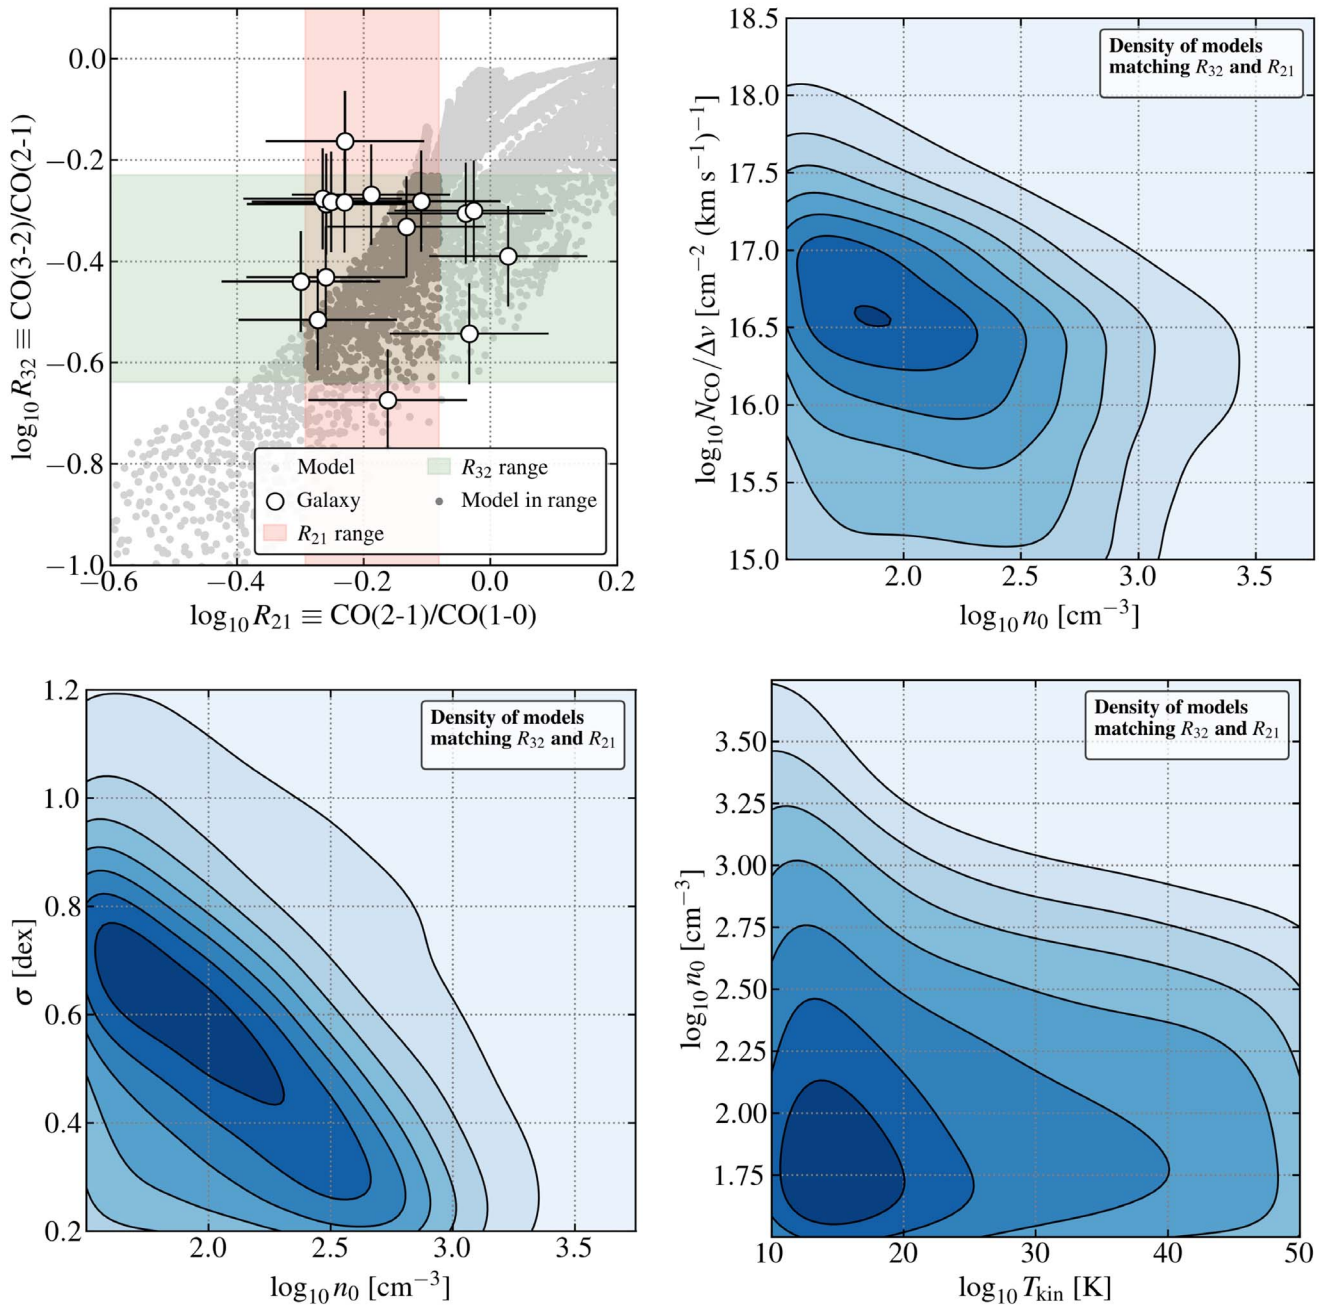 0.0
−0.2
−0.4
−0.6
−0.8
−1.0
log₁₀ R₃₂ ≡ CO(3-2)/CO(2-1)
Model
Galaxy
R₂₁ range
R₃₂ range
Model in range
−0.6 −0.4 −0.2 0.0 0.2
log₁₀ R₂₁ ≡ CO(2-1)/CO(1-0)
18.5
18.0
17.5
17.0
16.5
16.0
15.5
15.0
log₁₀ N_CO/Δν [cm⁻² (km s⁻¹)⁻¹)
Density of models
matching R₃₂ and R₂₁
2.0 2.5 3.0 3.5
log₁₀ n₀ [cm⁻³]
1.2
1.0
0.8
0.6
0.4
0.2
σ [dex]
Density of models
matching R₃₂ and R₂₁
2.0 2.5 3.0 3.5
log₁₀ n₀ [cm⁻³]
3.50
3.25
3.00
2.75
2.50
2.25
2.00
1.75
log₁₀ n₀ [cm⁻³]
Density of models
matching R₃₂ and R₂₁
10 20 30 40 50
log₁₀ T_kin [K]